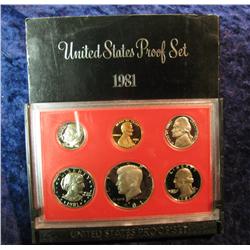 United States Proof Set
1981
UNITED STATES PROOF SET